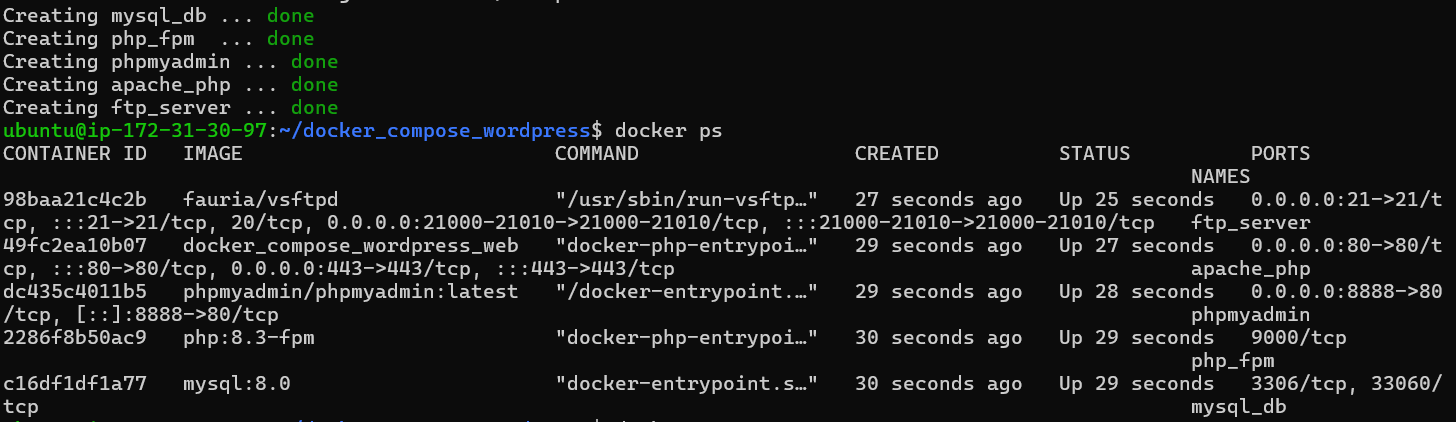 Creating mysql_db ... done
Creating php_fpm  ... done
Creating phpmyadmin ... done
Creating apache_php ... done
Creating ftp_server ... done
ubuntu@ip-172-31-30-97:~/docker_compose_wordpress$ docker ps
CONTAINER ID   IMAGE                          COMMAND                  CREATED          STATUS          PORTS
                                                                                                   NAMES
98baa21c4c2b   fauria/vsftpd                  "/usr/sbin/run-vsftp…"   27 seconds ago   Up 25 seconds   0.0.0.0:21->21/t
cp, :::21->21/tcp, 20/tcp, 0.0.0.0:21000-21010->21000-21010/tcp, :::21000-21010->21000-21010/tcp   ftp_server
49fc2ea10b07   docker_compose_wordpress_web   "docker-php-entrypoi…"   29 seconds ago   Up 27 seconds   0.0.0.0:80->80/t
cp, :::80->80/tcp, 0.0.0.0:443->443/tcp, :::443->443/tcp                                           apache_php
dc435c4011b5   phpmyadmin/phpmyadmin:latest   "/docker-entrypoint.…"   29 seconds ago   Up 28 seconds   0.0.0.0:8888->80
/tcp, [::]:8888->80/tcp                                                                            phpmyadmin
2286f8b50ac9   php:8.3-fpm                    "docker-php-entrypoi…"   30 seconds ago   Up 29 seconds   9000/tcp
                                                                                                   php_fpm
c16df1df1a77   mysql:8.0                      "docker-entrypoint.s…"   30 seconds ago   Up 29 seconds   3306/tcp, 33060/
tcp                                                                                                mysql_db